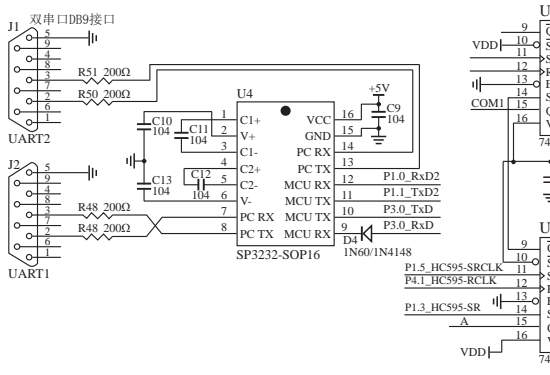 双串口DB9接口
J1
5
9
4
8
3
7
2
6
1
R51 200Ω
R50 200Ω
UART2
J2
5
9
4
8
3
7
2
6
1
R48 200Ω
R48 200Ω
UART1
C10
104
C11
104
C12
104
C13
104
U4
1 C1+
2 V+
3 C1-
4 C2+
5 C2-
6 V-
7 PC RX
8 PC TX
VCC 16
GND 15
PC RX 14
PC TX 13
MCU RX 12 P1.0_RxD2
MCU TX 11 P1.1_TxD2
MCU TX 10 P3.0_TxD
MCU RX 9 P3.0_RxD
SP3232-SOP16
+5V
C9
104
D4
1N60/1N4148
U
9
VDD 10
11
12
13
14
COM1 15
16
74
U
9
10
P1.5_HC595-SRCLK 11
P4.1_HC595-RCLK 12
13
P1.3_HC595-SR 14
A 15
VDD 16
74